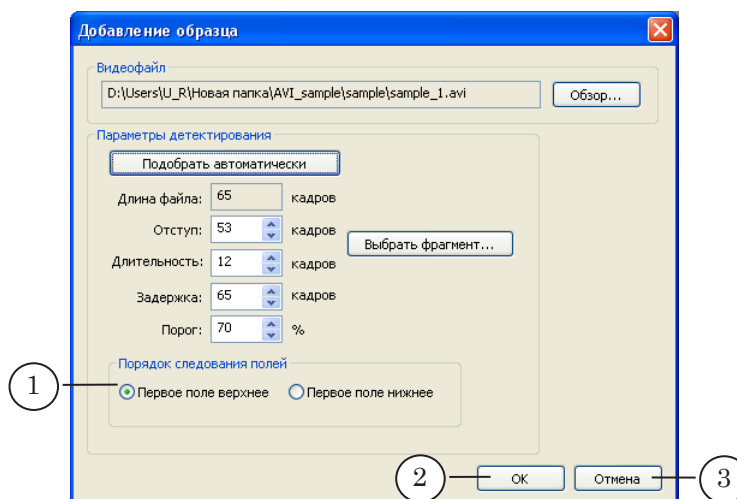 Добавление образца
Видеофайл
D:\Users\U_R\Новая папка\AVI_sample\sample\sample_1.avi
Обзор...
Параметры детектирования
Подобрать автоматически
Длина файла: 65 кадров
Отступ: 53 кадров
Выбрать фрагмент...
Длительность: 12 кадров
Задержка: 65 кадров
Порог: 70 %
Порядок следования полей
1
Первое поле верхнее Первое поле нижнее
2
OK
Отмена
3